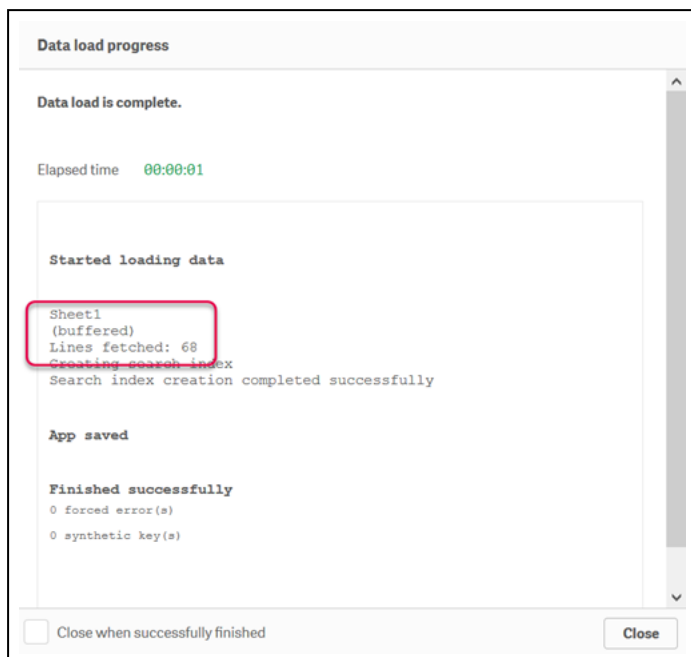 Data load progress
Data load is complete.
Elapsed time 00:00:01
Started loading data
Sheet1
(buffered)
Lines fetched: 68
Creating search index
Search index creation completed successfully
App saved
Finished successfully
0 forced error(s)
0 synthetic key(s)
Close when successfully finished
Close